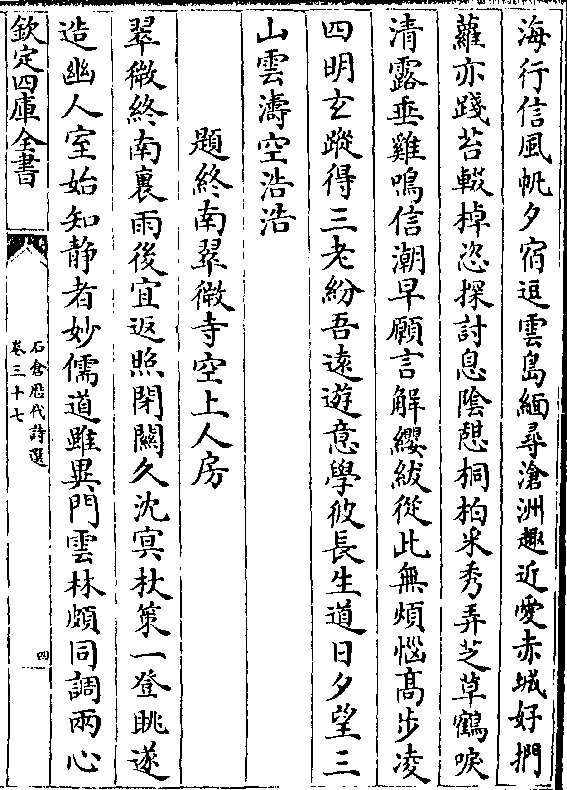 海行信風帆夕宿逗雲島緬尋滄洲趣近愛赤城好捫
蘿亦踐苔輟棹恣探討息陰憇桐柏采秀弄芝草鶴唳
清露垂雞鳴信潮早願言解纓紱從此無煩惱高步凌
四明玄蹤得三老紛吾遠遊意學彼長生道日夕望三
山雲濤空浩浩
題終南翠微寺空上人房
翠微終南裏雨後宜返照閉關久沈冥杖策一登眺遂
造幽人室始知静者妙儒道雖異門雲林頗同調兩心
欽定四庫全書
石倉歷代詩選
卷三十七
四